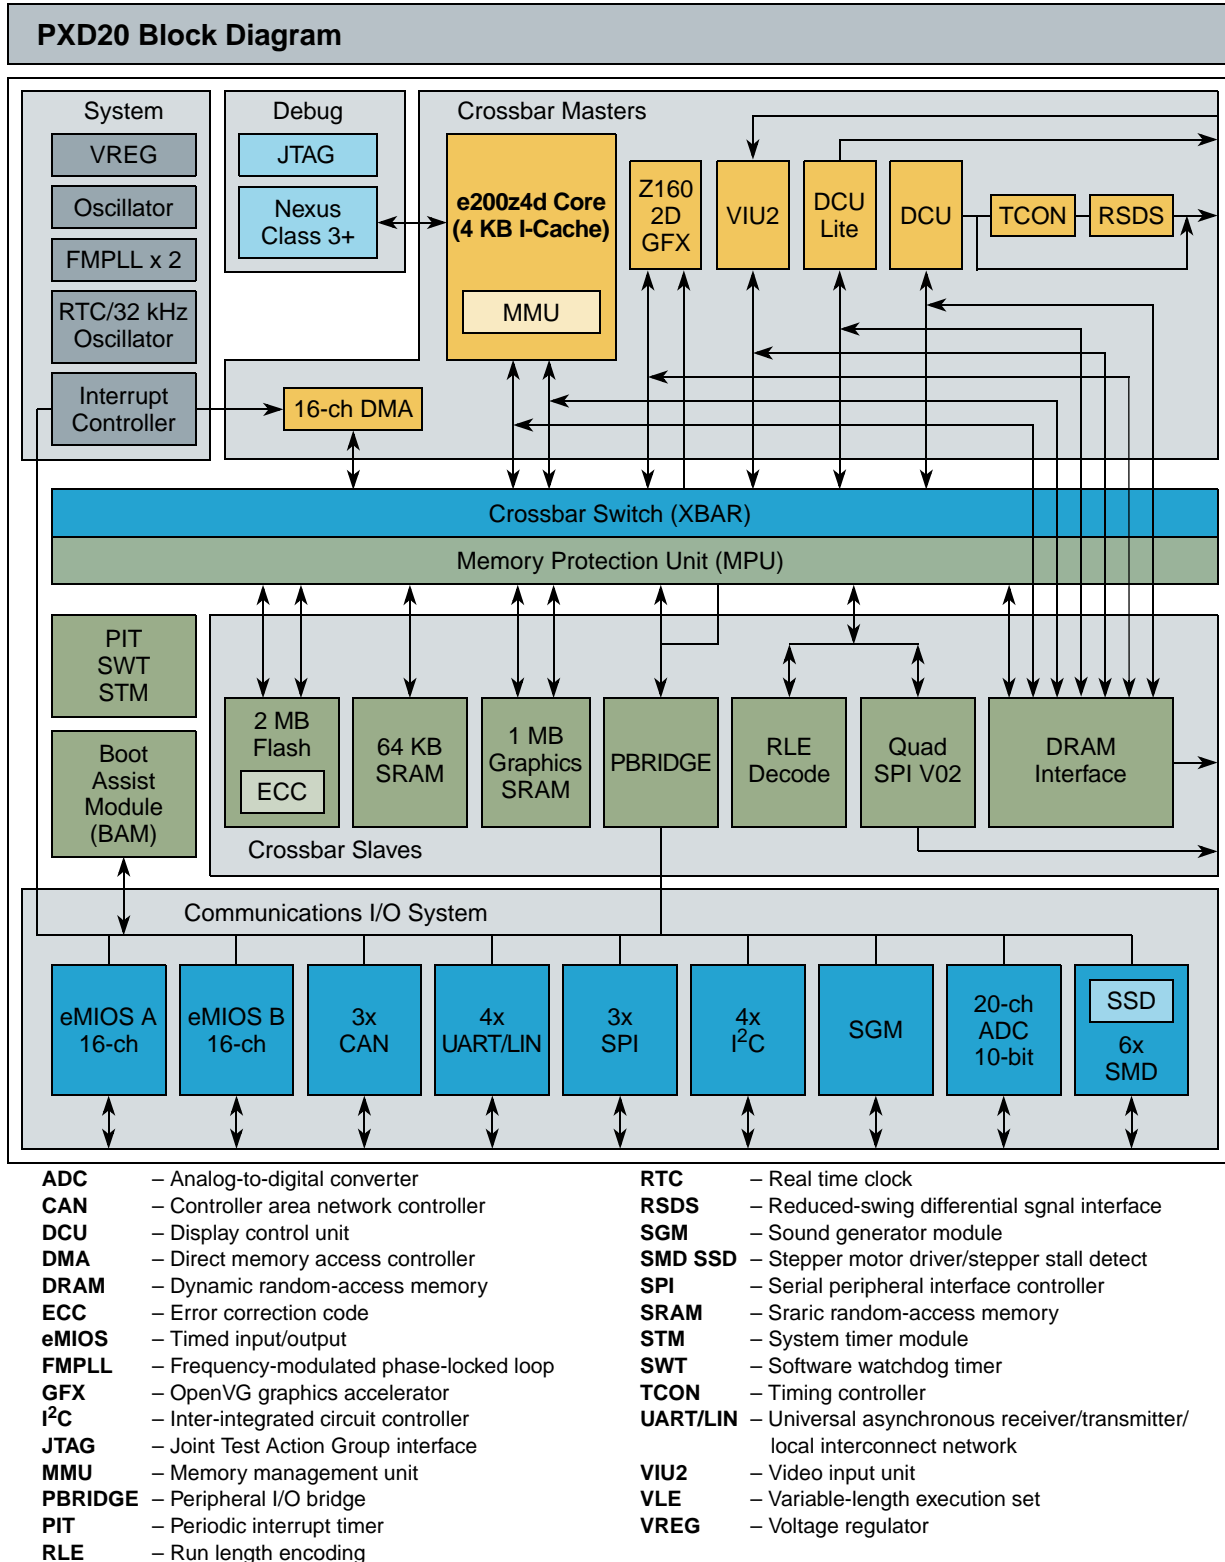 PXD20 Block Diagram
System
VREG
Oscillator
FMPLL x 2
RTC/32 kHz
Oscillator
Interrupt
Controller
Debug
JTAG
Nexus
Class 3+
Crossbar Masters
e200z4d Core
(4 KB I-Cache)
MMU
Z160
2D
GFX
VIU2
DCU
Lite
DCU
TCON
RSDS
16-ch DMA
Crossbar Switch (XBAR)
Memory Protection Unit (MPU)
PIT
SWT
STM
Boot
Assist
Module
(BAM)
2 MB
Flash
ECC
64 KB
SRAM
1 MB
Graphics
SRAM
PBRIDGE
RLE
Decode
Quad
SPI V02
DRAM
Interface
Crossbar Slaves
Communications I/O System
eMIOS A
16-ch
eMIOS B
16-ch
3x
CAN
4x
UART/LIN
3x
SPI
4x
I²C
SGM
20-ch
ADC
10-bit
SSD
6x
SMD
ADC – Analog-to-digital converter
CAN – Controller area network controller
DCU – Display control unit
DMA – Direct memory access controller
DRAM – Dynamic random-access memory
ECC – Error correction code
eMIOS – Timed input/output
FMPLL – Frequency-modulated phase-locked loop
GFX – OpenVG graphics accelerator
I²C – Inter-integrated circuit controller
JTAG – Joint Test Action Group interface
MMU – Memory management unit
PBRIDGE – Peripheral I/O bridge
PIT – Periodic interrupt timer
RLE – Run length encoding
RTC – Real time clock
RSDS – Reduced-swing differential sgnal interface
SGM – Sound generator module
SMD SSD – Stepper motor driver/stepper stall detect
SPI – Serial peripheral interface controller
SRAM – Sraric random-access memory
STM – System timer module
SWT – Software watchdog timer
TCON – Timing controller
UART/LIN – Universal asynchronous receiver/transmitter/
local interconnect network
VIU2 – Video input unit
VLE – Variable-length execution set
VREG – Voltage regulator